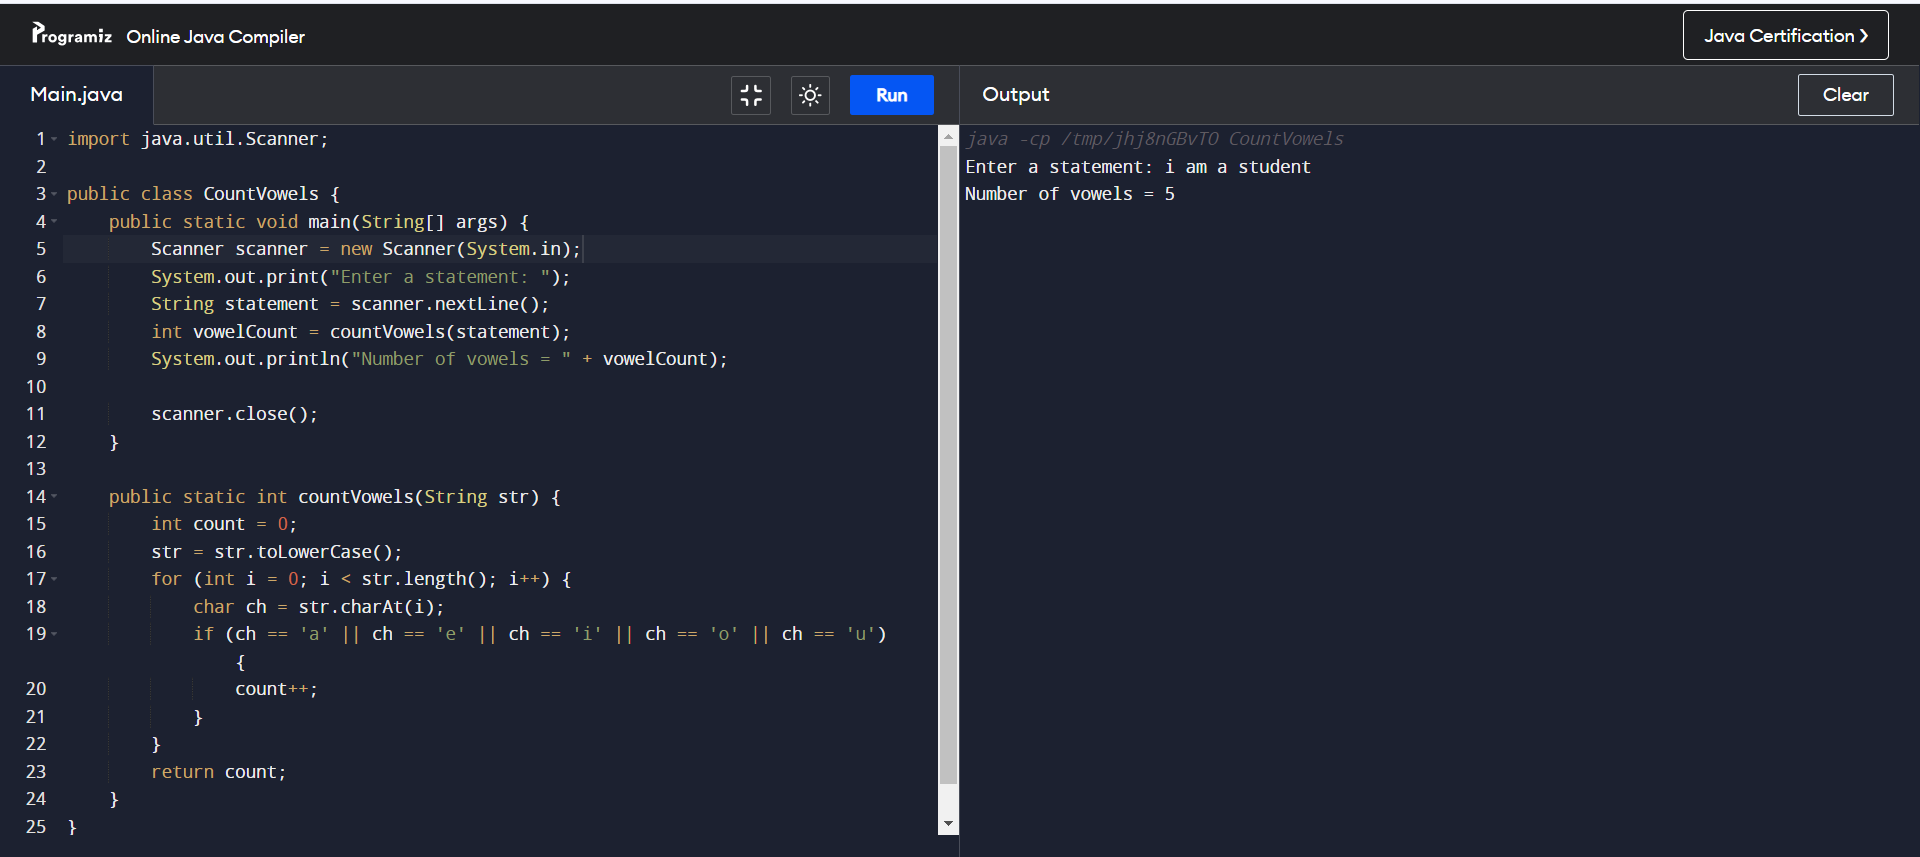 Programiz Online Java Compiler
Java Certification ❯
Main.java
Run
Output
Clear
1 import java.util.Scanner;
2
3 public class CountVowels {
4     public static void main(String[] args) {
5         Scanner scanner = new Scanner(System.in);
6         System.out.print("Enter a statement: ");
7         String statement = scanner.nextLine();
8         int vowelCount = countVowels(statement);
9         System.out.println("Number of vowels = " + vowelCount);
10
11         scanner.close();
12     }
13
14     public static int countVowels(String str) {
15         int count = 0;
16         str = str.toLowerCase();
17         for (int i = 0; i < str.length(); i++) {
18             char ch = str.charAt(i);
19             if (ch == 'a' || ch == 'e' || ch == 'i' || ch == 'o' || ch == 'u')
                {
20                 count++;
21             }
22         }
23         return count;
24     }
25 }
java -cp /tmp/jhj8nGBvTO CountVowels
Enter a statement: i am a student
Number of vowels = 5